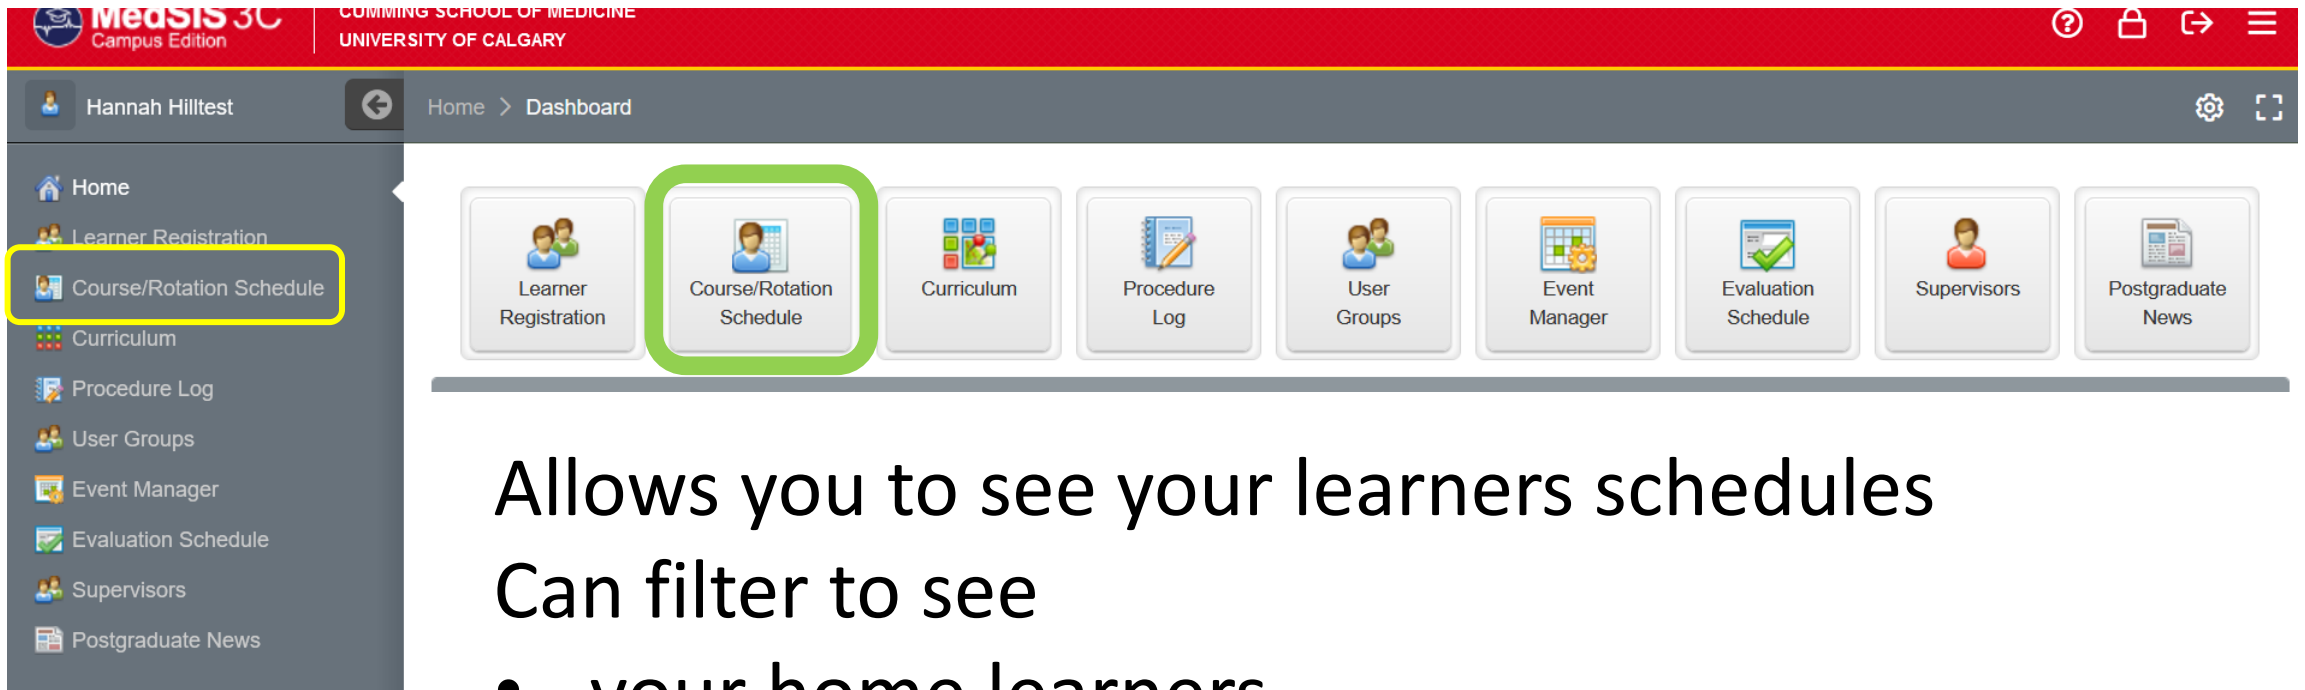 MedSIS 3C
Campus Edition
CUMMING SCHOOL OF MEDICINE
UNIVERSITY OF CALGARY
Hannah Hilltest
Home > Dashboard
Home
Learner Registration
Course/Rotation Schedule
Curriculum
Procedure Log
User Groups
Event Manager
Evaluation Schedule
Supervisors
Postgraduate News
Learner
Registration
Course/Rotation
Schedule
Curriculum
Procedure
Log
User
Groups
Event
Manager
Evaluation
Schedule
Supervisors
Postgraduate
News
Allows you to see your learners schedules
Can filter to see
• your home learners